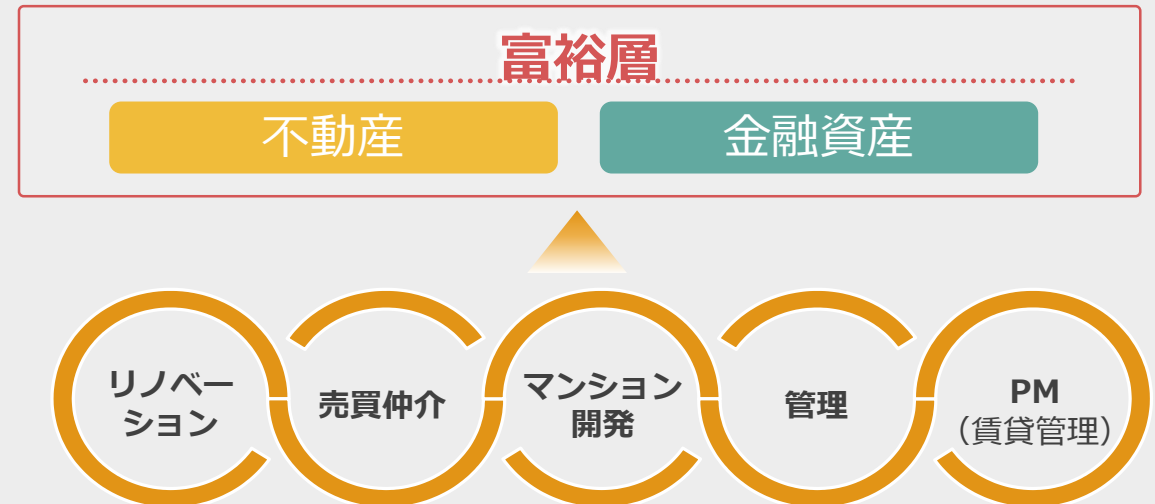 富裕層
不動産
金融資産
リノベー
ション
売買仲介
マンション
開発
管理
PM
（賃貸管理）